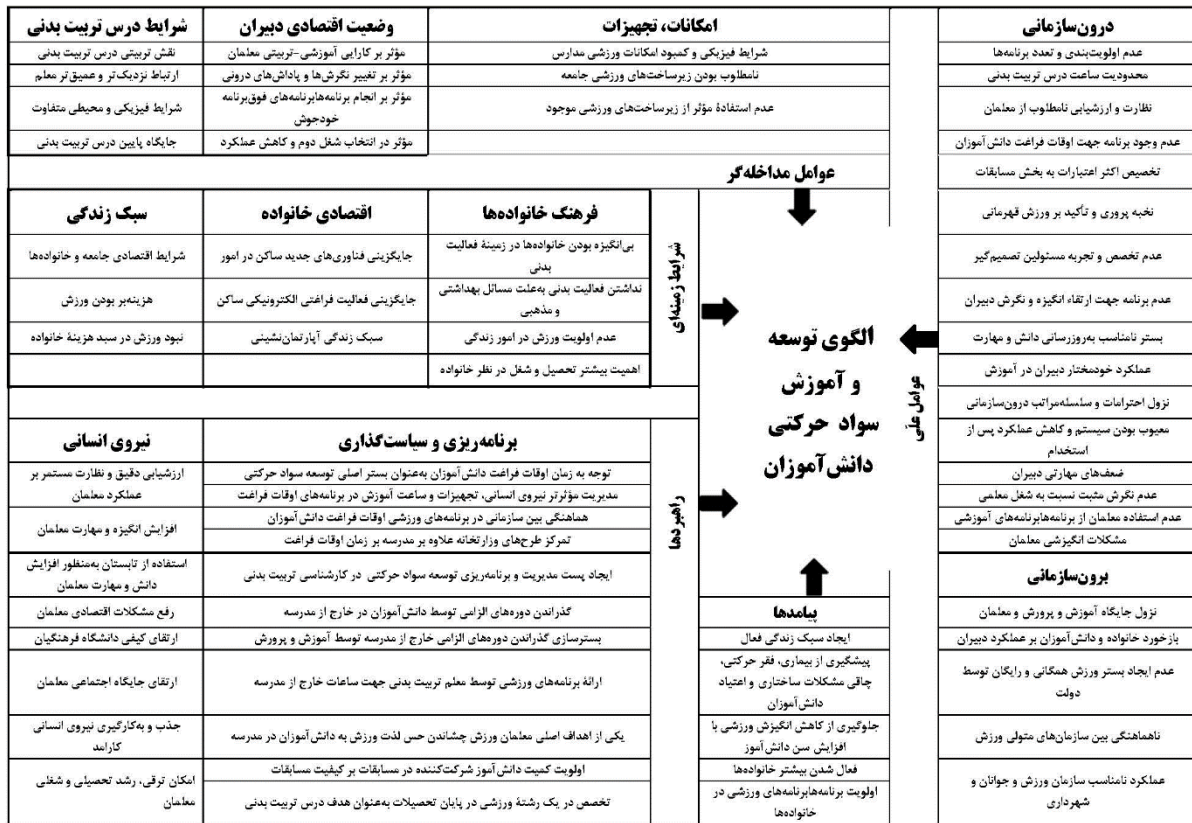 درون‌سازمانی
عدم اولویت‌بندی و تعدد برنامه‌ها
محدودیت ساعت درس تربیت بدنی
نظارت و ارزشیابی نامطلوب از معلمان
عدم وجود برنامه جهت اوقات فراغت دانش‌آموزان
تخصیص اکثر اعتبارات به بخش مسابقات
نخبه پروری و تأکید بر ورزش قهرمانی
عدم تخصص و تجربه مسئولین تصمیم‌گیر
عدم برنامه جهت ارتقاء انگیزه و نگرش دبیران
بستر نامناسب به‌روزرسانی دانش و مهارت
عملکرد خودمختار دبیران در آموزش
نزول احترامات و سلسله‌مراتب درون‌سازمانی
معیوب بودن سیستم و کاهش عملکرد پس از
استخدام
ضعف‌های مهارتی دبیران
عدم نگرش مثبت نسبت به شغل معلمی
عدم استفاده معلمان از برنامه‌هابرنامه‌های آموزشی
مشکلات انگیزشی معلمان
برون‌سازمانی
نزول جایگاه آموزش و پرورش و معلمان
بازخورد خانواده و دانش‌آموزان بر عملکرد دبیران
عدم ایجاد بستر ورزش همگانی و رایگان توسط
دولت
ناهماهنگی بین سازمان‌های متولی ورزش
عملکرد نامناسب سازمان ورزش و جوانان و
شهرداری
عوامل علّی
امکانات، تجهیزات
شرایط فیزیکی و کمبود امکانات ورزشی مدارس
نامطلوب بودن زیرساخت‌های ورزشی جامعه
عدم استفادهٔ مؤثر از زیرساخت‌های ورزشی موجود
وضعیت اقتصادی دبیران
مؤثر بر کارایی آموزشی-تربیتی معلمان
مؤثر بر تغییر نگرش‌ها و پاداش‌های درونی
مؤثر بر انجام برنامه‌هابرنامه‌های فوق‌برنامه
خودجوش
مؤثر در انتخاب شغل دوم و کاهش عملکرد
شرایط درس تربیت بدنی
نقش تربیتی درس تربیت بدنی
ارتباط نزدیک‌تر و عمیق‌تر معلم
شرایط فیزیکی و محیطی متفاوت
جایگاه پایین درس تربیت بدنی
عوامل مداخله‌گر
الگوی توسعه
و آموزش
سواد حرکتی
دانش‌آموزان
شرایط زمینه‌ای
فرهنگ خانواده‌ها
بی‌انگیزه بودن خانواده‌ها در زمینهٔ فعالیت
بدنی
نداشتن فعالیت بدنی به‌علت مسائل بهداشتی
و مذهبی
عدم اولویت ورزش در امور زندگی
اهمیت بیشتر تحصیل و شغل در نظر خانواده
اقتصادی خانواده
جایگزینی فناوری‌های جدید ساکن در امور
جایگزینی فعالیت فراغتی الکترونیکی ساکن
سبک زندگی آپارتمان‌نشینی
سبک زندگی
شرایط اقتصادی جامعه و خانواده‌ها
هزینه‌بر بودن ورزش
نبود ورزش در سبد هزینهٔ خانواده
راهبردها
برنامه‌ریزی و سیاست‌گذاری
توجه به زمان اوقات فراغت دانش‌آموزان به‌عنوان بستر اصلی توسعه سواد حرکتی
مدیریت مؤثرتر نیروی انسانی، تجهیزات و ساعت آموزش در برنامه‌های اوقات فراغت
هماهنگی بین سازمانی در برنامه‌های ورزشی اوقات فراغت دانش‌آموزان
تمرکز طرح‌های وزارتخانه علاوه بر مدرسه بر زمان اوقات فراغت
ایجاد پست مدیریت و برنامه‌ریزی توسعه سواد حرکتی در کارشناسی تربیت بدنی
گذراندن دوره‌های الزامی توسط دانش‌آموزان در خارج از مدرسه
بسترسازی گذراندن دوره‌های الزامی خارج از مدرسه توسط آموزش و پرورش
ارائهٔ برنامه‌های ورزشی توسط معلم تربیت بدنی جهت ساعات خارج از مدرسه
یکی از اهداف اصلی معلمان ورزش چشاندن حس لذت ورزش به دانش‌آموزان در مدرسه
اولویت کمیت دانش‌آموز شرکت‌کننده در مسابقات بر کیفیت مسابقات
تخصص در یک رشتهٔ ورزشی در پایان تحصیلات به‌عنوان هدف درس تربیت بدنی
نیروی انسانی
ارزشیابی دقیق و نظارت مستمر بر
عملکرد معلمان
افزایش انگیزه و مهارت معلمان
استفاده از تابستان به‌منظور افزایش
دانش و مهارت معلمان
رفع مشکلات اقتصادی معلمان
ارتقای کیفی دانشگاه فرهنگیان
ارتقای جایگاه اجتماعی معلمان
جذب و به‌کارگیری نیروی انسانی
کارامد
امکان ترقی، رشد تحصیلی و شغلی
معلمان
پیامدها
ایجاد سبک زندگی فعال
پیشگیری از بیماری، فقر حرکتی،
چاقی مشکلات ساختاری و اعتیاد
دانش‌آموزان
جلوگیری از کاهش انگیزش ورزشی با
افزایش سن دانش‌آموز
فعال شدن بیشتر خانواده‌ها
اولویت برنامه‌هابرنامه‌های ورزشی در
خانواده‌ها